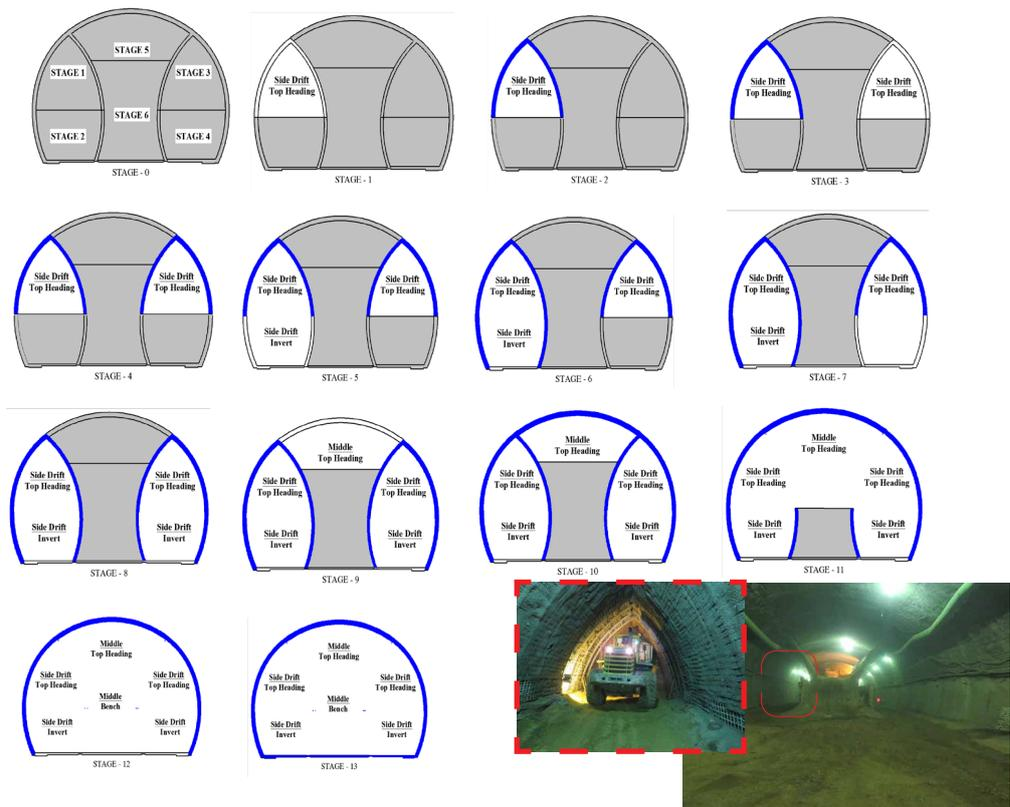 STAGE 5
STAGE 1
STAGE 3
STAGE 6
STAGE 2
STAGE 4
STAGE - 0
Side Drift
Top Heading
STAGE - 1
Side Drift
Top Heading
STAGE - 2
Side Drift
Top Heading
Side Drift
Top Heading
STAGE - 3
Side Drift
Top Heading
Side Drift
Top Heading
STAGE - 4
Side Drift
Top Heading
Side Drift
Top Heading
Side Drift
Invert
STAGE - 5
Side Drift
Top Heading
Side Drift
Top Heading
Side Drift
Invert
STAGE - 6
Side Drift
Top Heading
Side Drift
Top Heading
Side Drift
Invert
STAGE - 7
Side Drift
Top Heading
Side Drift
Top Heading
Side Drift
Invert
Side Drift
Invert
STAGE - 8
Middle
Top Heading
Side Drift
Top Heading
Side Drift
Top Heading
Side Drift
Invert
Side Drift
Invert
STAGE - 9
Middle
Top Heading
Side Drift
Top Heading
Side Drift
Top Heading
Side Drift
Invert
Side Drift
Invert
STAGE - 10
Middle
Top Heading
Side Drift
Top Heading
Side Drift
Top Heading
Side Drift
Invert
Side Drift
Invert
STAGE - 11
Middle
Top Heading
Side Drift
Top Heading
Side Drift
Top Heading
Middle
Bench
Side Drift
Invert
Side Drift
Invert
STAGE - 12
Middle
Top Heading
Side Drift
Top Heading
Side Drift
Top Heading
Middle
Bench
Side Drift
Invert
Side Drift
Invert
STAGE - 13